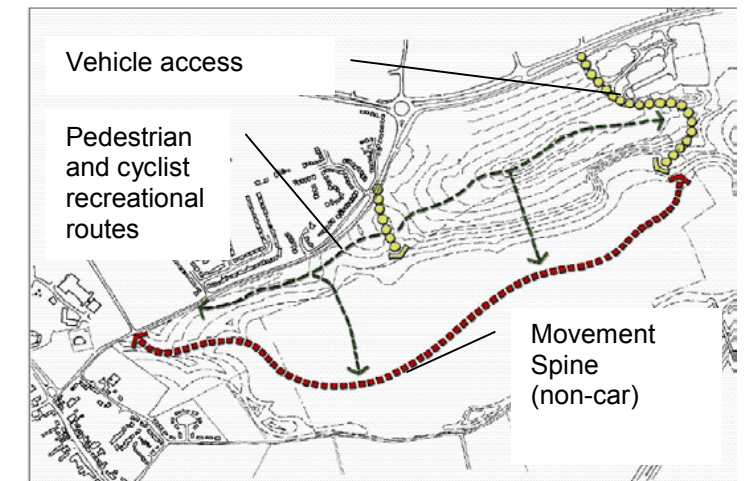 Vehicle access
Pedestrian
and cyclist
recreational
routes
Movement
Spine
(non-car)